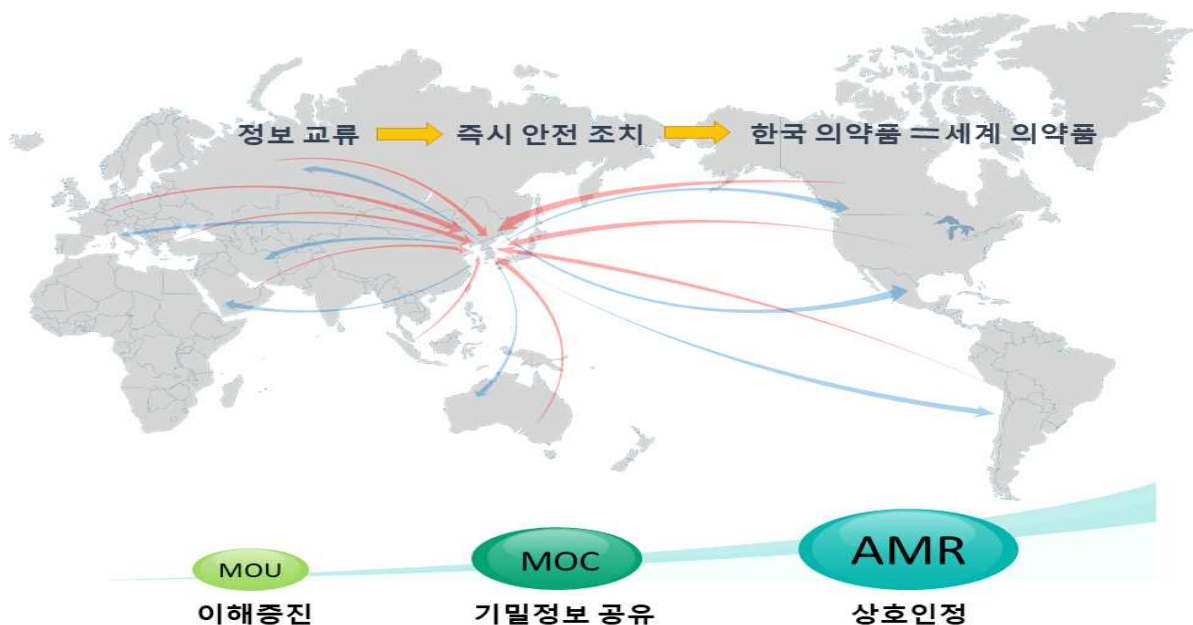 정보 교류 즉시 안전 조치 한국 의약품 = 세계 의약품
MOU MOC AMR
이해증진 기밀정보 공유 상호인정